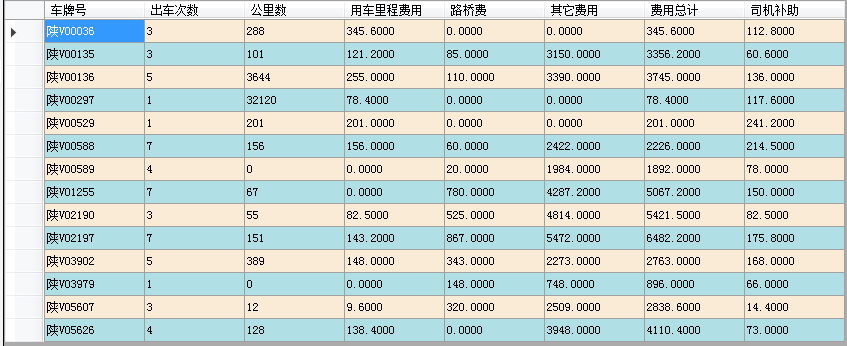 车牌号 出车次数 公里数 用车里程费用 路桥费 其它费用 费用总计 司机补助
陕V00036 3 288 345.6000 0.0000 0.0000 345.6000 112.8000
陕V00135 3 101 121.2000 85.0000 3150.0000 3356.2000 60.6000
陕V00136 5 3644 255.0000 110.0000 3390.0000 3745.0000 136.0000
陕V00297 1 32120 78.4000 0.0000 0.0000 78.4000 117.6000
陕V00529 1 201 201.0000 0.0000 0.0000 201.0000 241.2000
陕V00588 7 156 156.0000 60.0000 2422.0000 2226.0000 214.5000
陕V00589 4 0 0.0000 20.0000 1984.0000 1892.0000 78.0000
陕V01255 7 67 0.0000 780.0000 4287.2000 5067.2000 150.0000
陕V02190 3 55 82.5000 525.0000 4814.0000 5421.5000 82.5000
陕V02197 7 151 143.2000 867.0000 5472.0000 6482.2000 175.8000
陕V03902 5 389 148.0000 343.0000 2273.0000 2763.0000 168.0000
陕V03979 1 0 0.0000 148.0000 748.0000 896.0000 66.0000
陕V05607 3 12 9.6000 320.0000 2509.0000 2838.6000 14.4000
陕V05626 4 128 138.4000 0.0000 3948.0000 4110.4000 73.0000